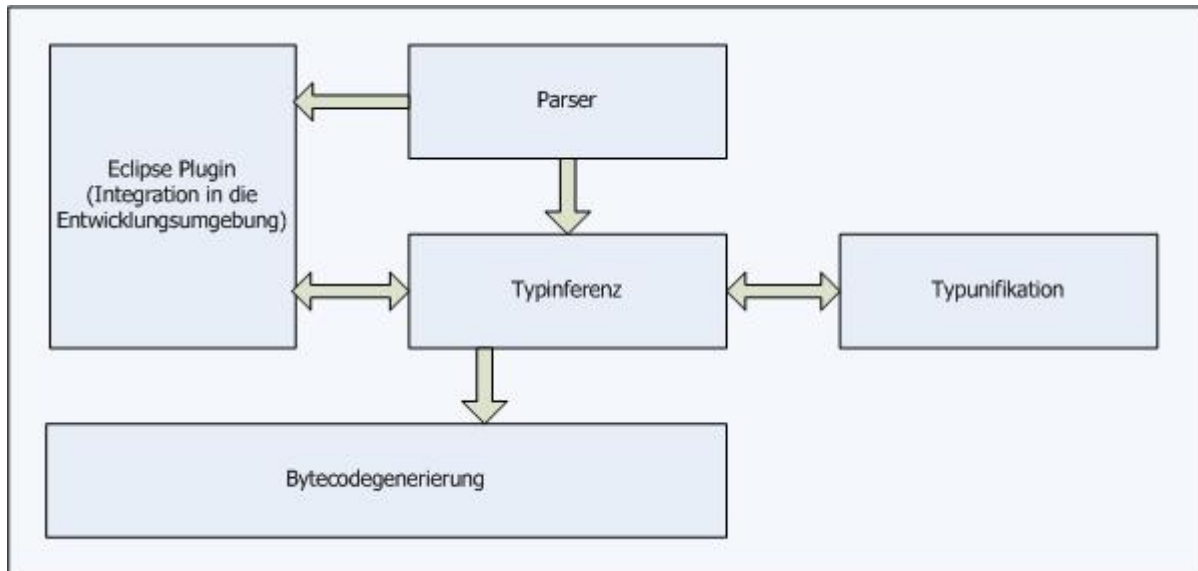 Parser
Eclipse Plugin
(Integration in die
Entwicklungsumgebung)
Typinferenz
Typunifikation
Bytecodegenerierung